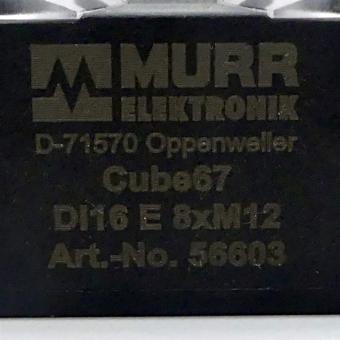 MURR
ELEKTRONIK
D-71570 Oppenweiler
Cube67
DI16 E 8xM12
Art.-No. 56603